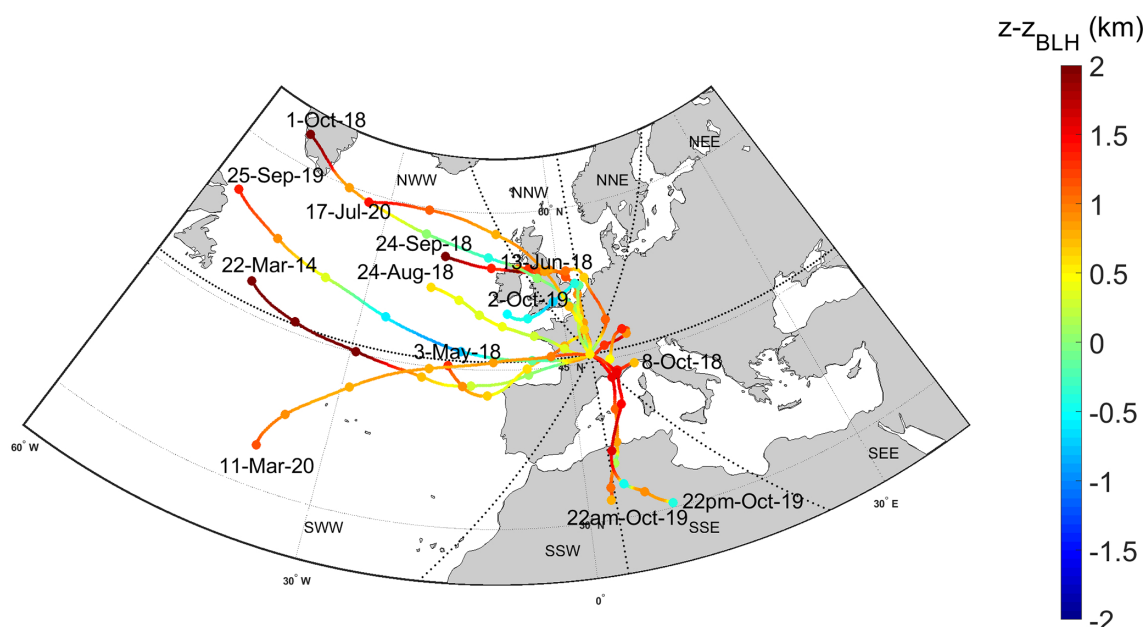 z-z_BLH (km)
2
1.5
1
0.5
0
-0.5
-1
-1.5
-2
1-Oct-18
NEE
25-Sep-19
NWW
NNW
NNE
17-Jul-20
60° N
24-Sep-18
22-Mar-14
13-Jun-18
24-Aug-18
2-Oct-19
3-May-18
8-Oct-18
45° N
60° W
11-Mar-20
SEE
22pm-Oct-19
30° E
22am-Oct-19
30° N
SSE
SWW
SSW
30° W
0°